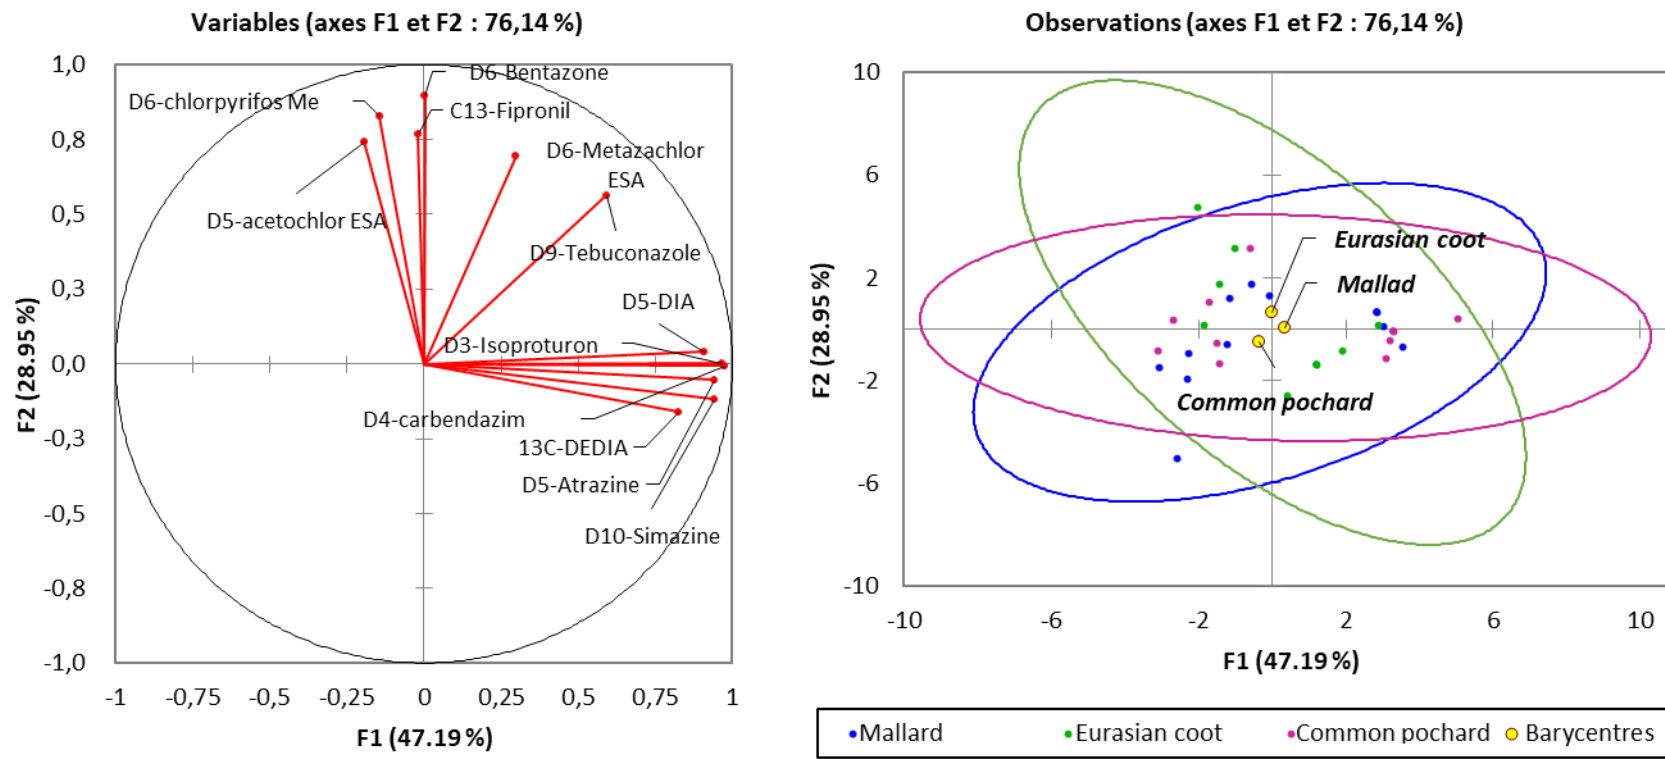 Variables (axes F1 et F2 : 76,14 %)
1,0
0,8
0,5
0,3
0,0
-0,3
-0,5
-0,8
-1,0
F2 (28.95 %)
D6-Bentazone
D6-chlorpyrifos Me
C13-Fipronil
D6-Metazachlor
ESA
D5-acetochlor ESA
D9-Tebuconazole
D5-DIA
D3-Isoproturon
D4-carbendazim
13C-DEDIA
D5-Atrazine
D10-Simazine
-1
-0,75
-0,5
-0,25
0
0,25
0,5
0,75
1
F1 (47.19 %)
Observations (axes F1 et F2 : 76,14 %)
10
6
2
-2
-6
-10
F2 (28.95 %)
Eurasian coot
Mallad
Common pochard
-10
-6
-2
2
6
10
F1 (47.19 %)
Mallard
Eurasian coot
Common pochard
Barycentres